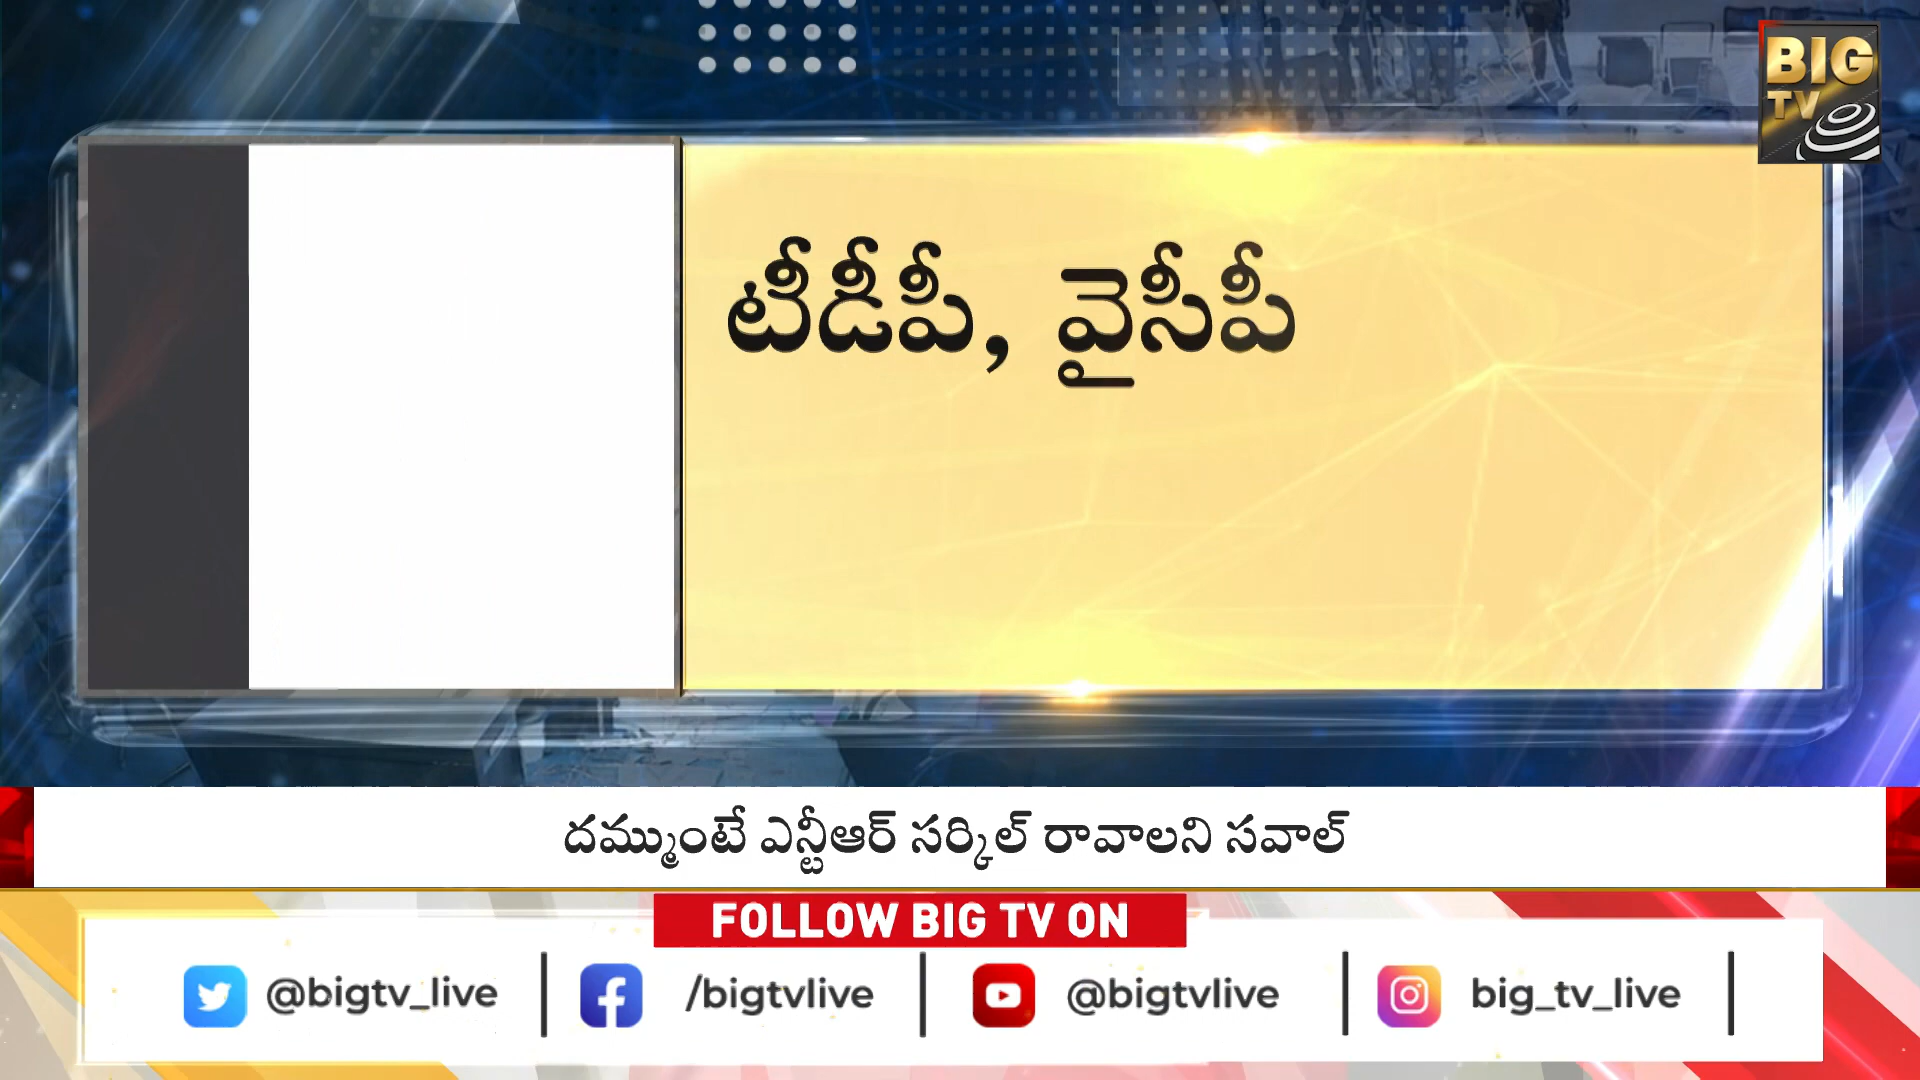 BIG
TV
టీడీపీ, వైసీపీ
దమ్ముంటే ఎన్టీఆర్ సర్కిల్ రావాలని సవాల్
FOLLOW BIG TV ON
@bigtv_live
/bigtvlive
@bigtvlive
big_tv_live